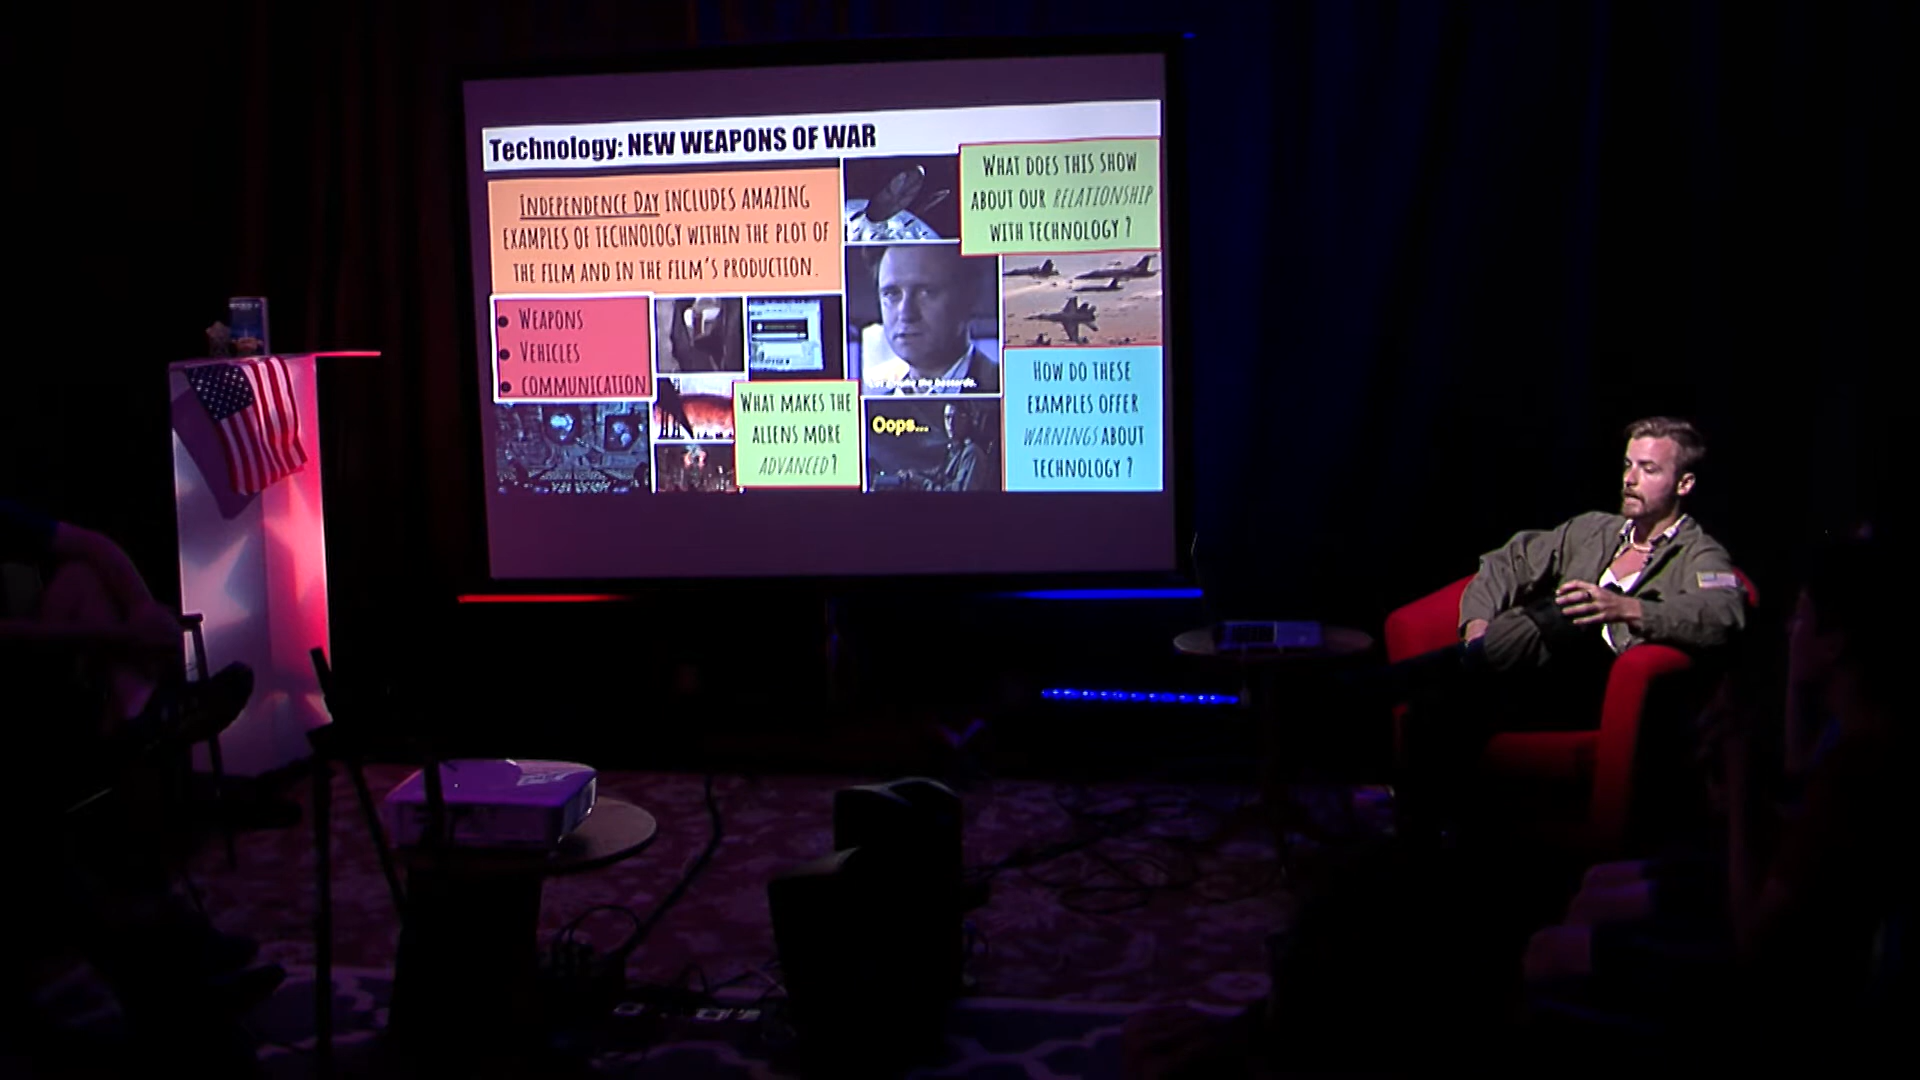 Technology: NEW WEAPONS OF WAR
INDEPENDENCE DAY INCLUDES AMAZING
EXAMPLES OF TECHNOLOGY WITHIN THE PLOT OF
THE FILM AND IN THE FILM'S PRODUCTION.
WHAT DOES THIS SHOW
ABOUT OUR RELATIONSHIP
WITH TECHNOLOGY ?
• WEAPONS
• VEHICLES
• COMMUNICATION
the bastards.
WHAT MAKES THE
ALIENS MORE
ADVANCED?
Oops...
HOW DO THESE
EXAMPLES OFFER
WARNINGS ABOUT
TECHNOLOGY ?